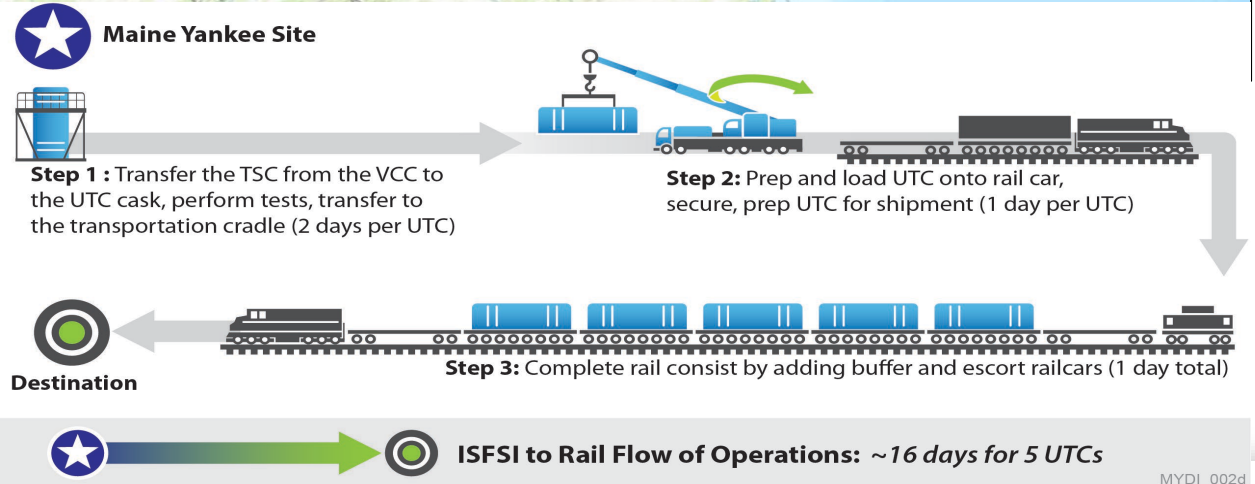 Maine Yankee Site
Step 1 : Transfer the TSC from the VCC to
the UTC cask, perform tests, transfer to
the transportation cradle (2 days per UTC)
Step 2: Prep and load UTC onto rail car,
secure, prep UTC for shipment (1 day per UTC)
Step 3: Complete rail consist by adding buffer and escort railcars (1 day total)
Destination
ISFSI to Rail Flow of Operations: ~16 days for 5 UTCs
MYDI_002d